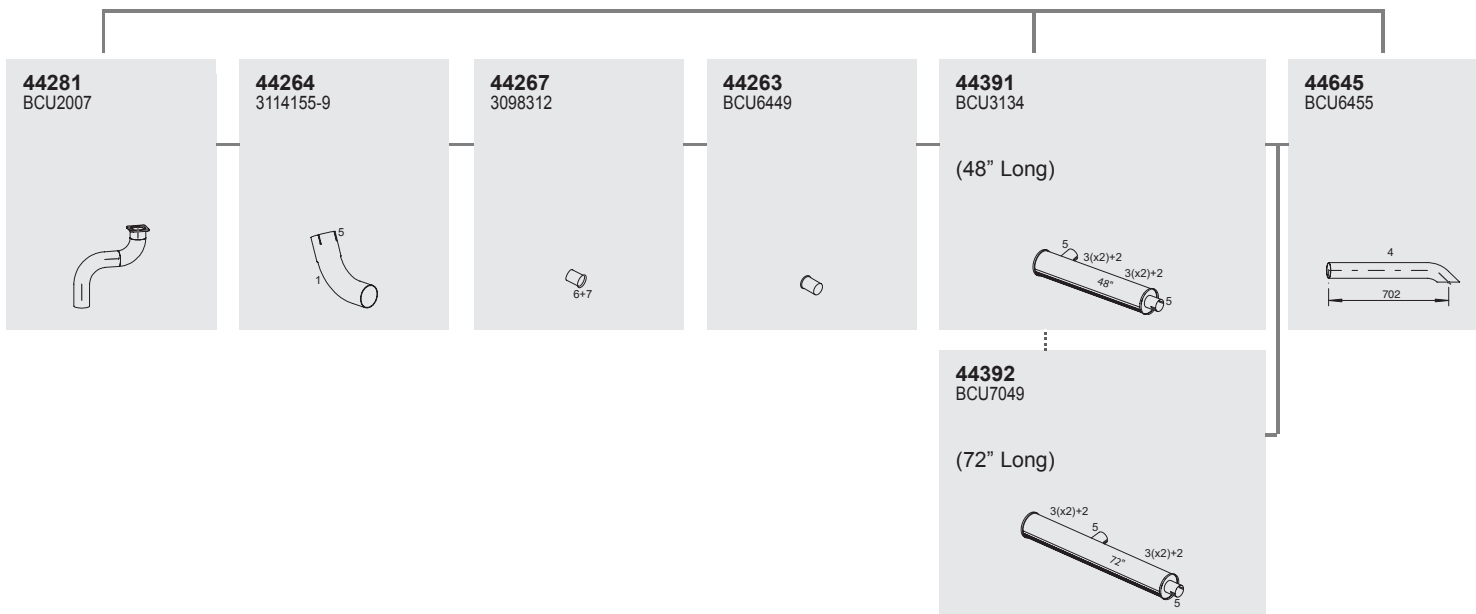 44281
BCU2007
44264
3114155-9
5
1
44267
3098312
6+7
44263
BCU6449
44391
BCU3134
(48” Long)
5
3(x2)+2
3(x2)+2
48"
5
44645
BCU6455
4
702
44392
BCU7049
(72” Long)
3(x2)+2
5
3(x2)+2
72"
5